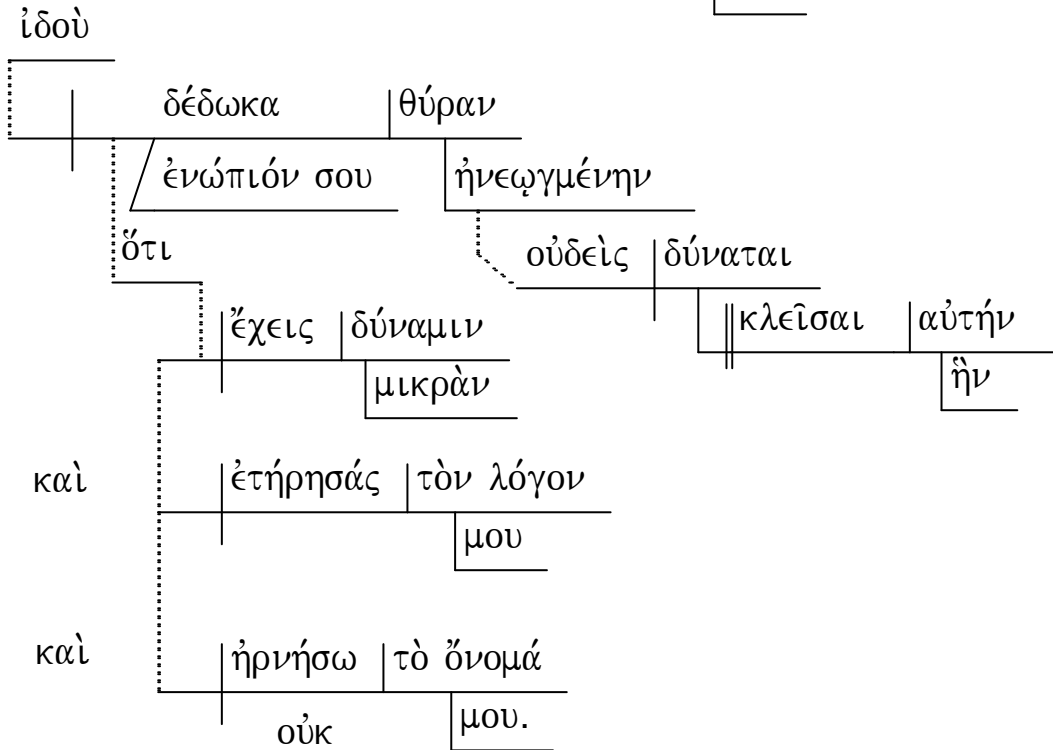 ἰδοὺ
δέδωκα θύραν
ἐνώπιόν σου ἠνεῳγμένην
ὅτι οὐδεὶς δύναται
ἔχεις δύναμιν κλεῖσαι αὐτήν
μικρὰν ἣν
καὶ ἐτήρησάς τὸν λόγον
μου
καὶ ἠρνήσω τὸ ὄνομά
οὐκ μου.